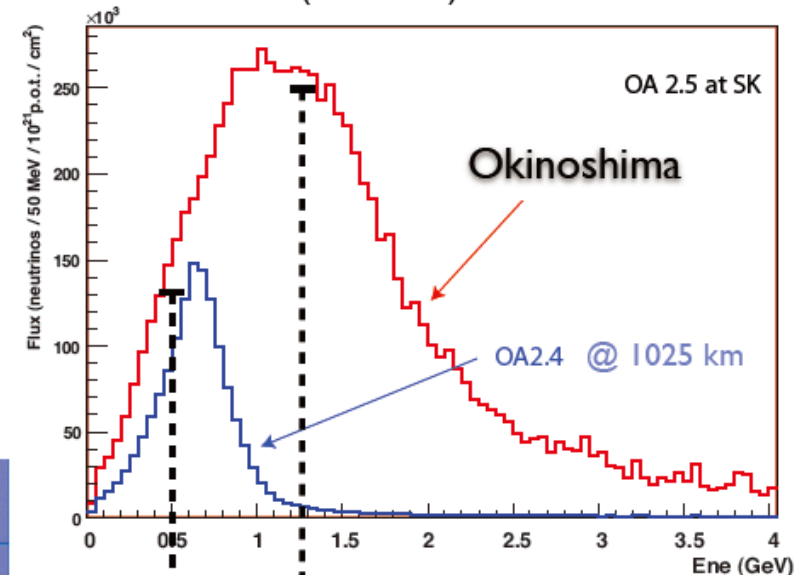 ×10³
Flux (neutrinos / 50 MeV / 10²¹p.o.t. / cm²)
250
200
150
100
50
0
OA 2.5 at SK
Okinoshima
OA2.4 @ 1025 km
0 0.5 1 1.5 2 2.5 3 3.5 4
Ene (GeV)